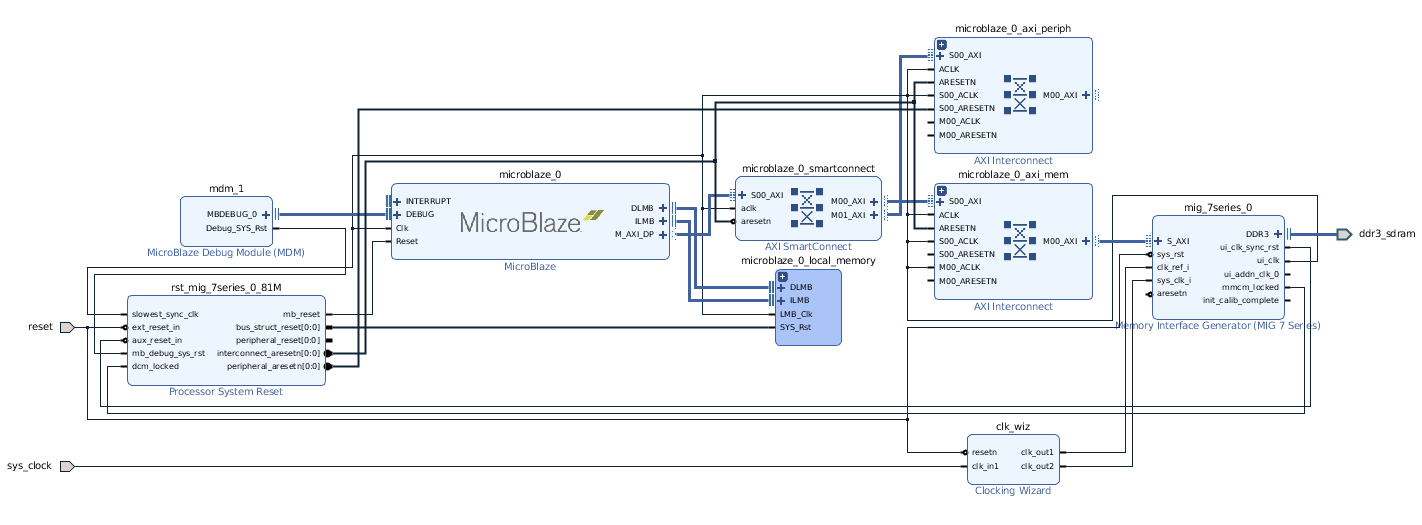 microblaze_0_axi_periph
S00_AXI
ACLK
ARESETN
S00_ACLK
M00_AXI
S00_ARESETN
M00_ACLK
M00_ARESETN
AXI Interconnect
microblaze_0
INTERRUPT
DEBUG
Clk
Reset
MicroBlaze
DLMB
ILMB
M_AXI_DP
MicroBlaze
mdm_1
MBDEBUG_0
Debug_SYS_Rst
MicroBlaze Debug Module (MDM)
microblaze_0_smartconnect
S00_AXI
aclk
aresetn
M00_AXI
M01_AXI
AXI SmartConnect
microblaze_0_axi_mem
S00_AXI
ACLK
ARESETN
S00_ACLK
M00_AXI
S00_ARESETN
M00_ACLK
M00_ARESETN
AXI Interconnect
mig_7series_0
DDR3
S_AXI
sys_rst
clk_ref_i
sys_clk_i
aresetn
ui_clk_sync_rst
ui_clk
ui_addn_clk_0
mmcm_locked
init_calib_complete
Memory Interface Generator (MIG 7 Series)
ddr3_sdram
microblaze_0_local_memory
DLMB
ILMB
LMB_Clk
SYS_Rst
rst_mig_7series_0_81M
slowest_sync_clk
ext_reset_in
aux_reset_in
mb_debug_sys_rst
dcm_locked
mb_reset
bus_struct_reset[0:0]
peripheral_reset[0:0]
interconnect_aresetn[0:0]
peripheral_aresetn[0:0]
Processor System Reset
reset
sys_clock
clk_wiz
resetn
clk_in1
clk_out1
clk_out2
Clocking Wizard